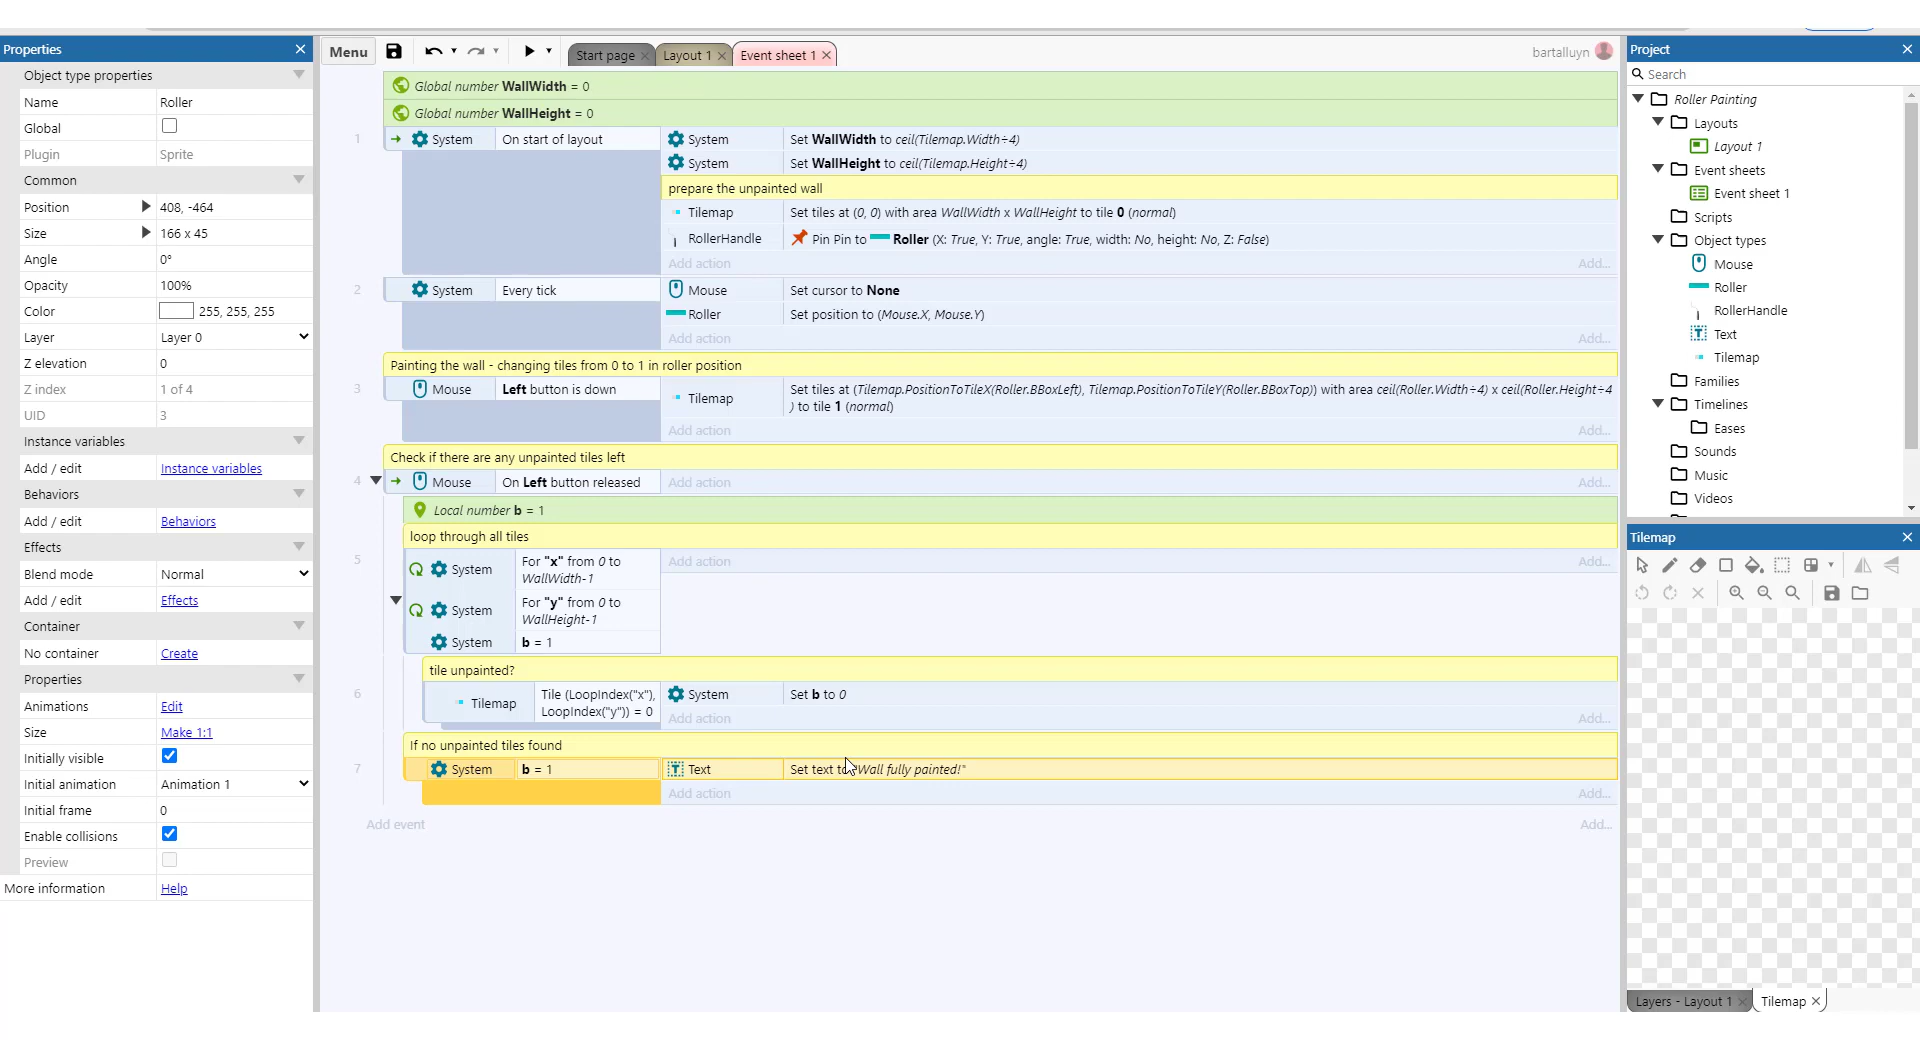 Properties
Object type properties
Name Roller
Global
Plugin Sprite
Common
Position 408, -464
Size 166 x 45
Angle 0°
Opacity 100%
Color 255, 255, 255
Layer Layer 0
Z elevation 0
Z index 1 of 4
UID 3
Instance variables
Add / edit Instance variables
Behaviors
Add / edit Behaviors
Effects
Blend mode Normal
Add / edit Effects
Container
No container Create
Properties
Animations Edit
Size Make 1:1
Initially visible
Initial animation Animation 1
Initial frame 0
Enable collisions
Preview
More information Help
Menu
Start page
Layout 1
Event sheet 1
bartalluyn
Global number WallWidth = 0
Global number WallHeight = 0
1 System On start of layout System Set WallWidth to ceil(Tilemap.Width÷4)
System Set WallHeight to ceil(Tilemap.Height÷4)
prepare the unpainted wall
Tilemap Set tiles at (0, 0) with area WallWidth x WallHeight to tile 0 (normal)
RollerHandle Pin Pin to Roller (X: True, Y: True, angle: True, width: No, height: No, Z: False)
Add action Add...
2 System Every tick Mouse Set cursor to None
Roller Set position to (Mouse.X, Mouse.Y)
Add action Add...
Painting the wall - changing tiles from 0 to 1 in roller position
3 Mouse Left button is down Tilemap Set tiles at (Tilemap.PositionToTileX(Roller.BBoxLeft), Tilemap.PositionToTileY(Roller.BBoxTop)) with area ceil(Roller.Width÷4) x ceil(Roller.Height÷4
) to tile 1 (normal)
Add action Add...
Check if there are any unpainted tiles left
4 Mouse On Left button released Add action Add...
Local number b = 1
loop through all tiles
5 System For "x" from 0 to Add action Add...
WallWidth-1
System For "y" from 0 to
WallHeight-1
System b = 1
tile unpainted?
6 Tilemap Tile (LoopIndex("x"), System Set b to 0
LoopIndex("y")) = 0
Add action Add...
If no unpainted tiles found
7 System b = 1 Text Set text to "Wall fully painted!"
Add action Add...
Add event Add...
Project
Search
Roller Painting
Layouts
Layout 1
Event sheets
Event sheet 1
Scripts
Object types
Mouse
Roller
RollerHandle
Text
Tilemap
Families
Timelines
Eases
Sounds
Music
Videos
Tilemap
Layers - Layout 1
Tilemap